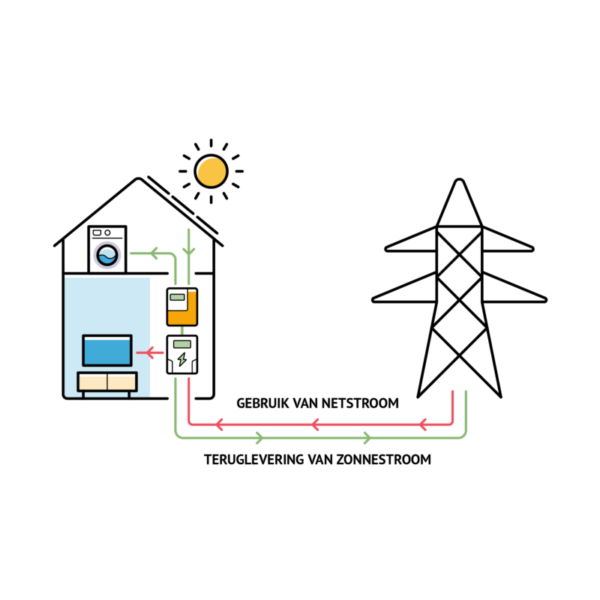 GEBRUIK VAN NETSTROOM
TERUGLEVERING VAN ZONNESTROOM